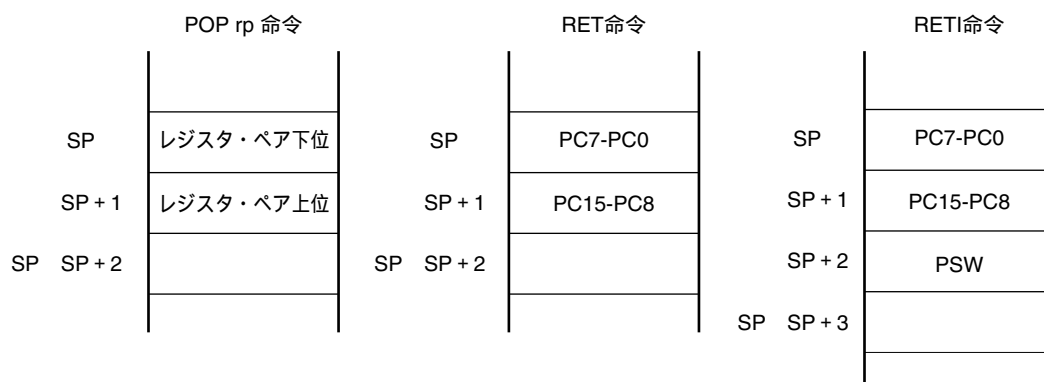 POP rp 命令
SP レジスタ・ペア下位
SP + 1 レジスタ・ペア上位
SP SP + 2
RET命令
SP PC7-PC0
SP + 1 PC15-PC8
SP SP + 2
RETI命令
SP PC7-PC0
SP + 1 PC15-PC8
SP + 2 PSW
SP SP + 3